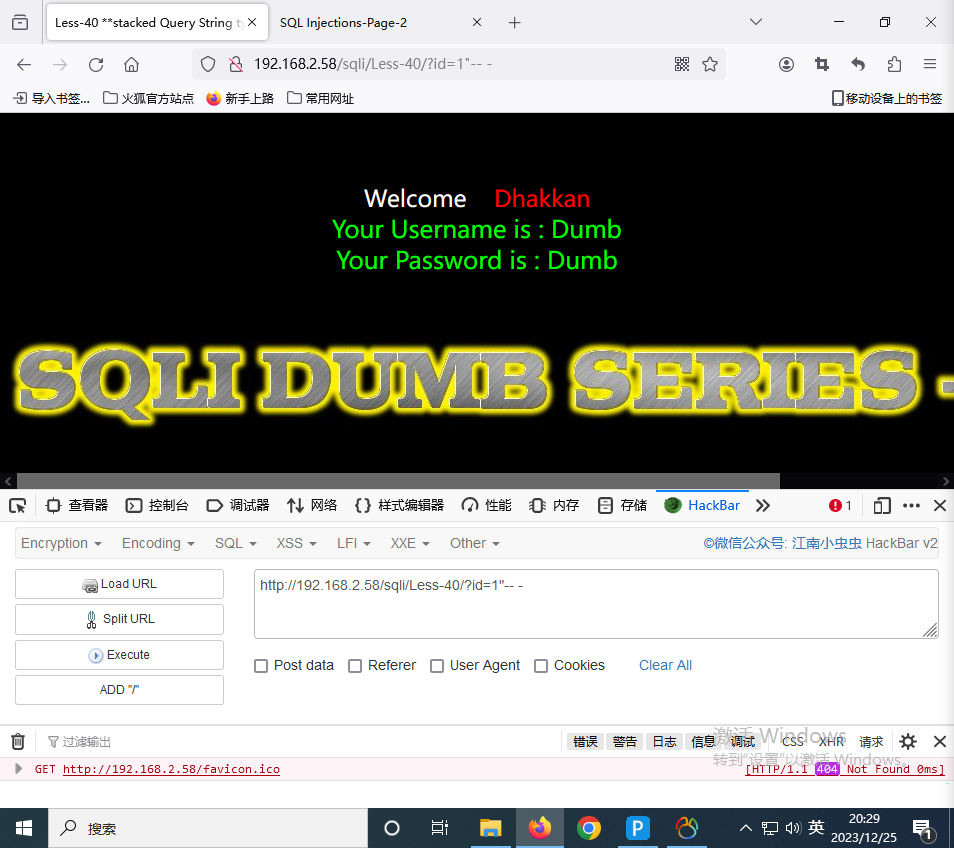 Less-40 **stacked Query String ty
SQL Injections-Page-2
192.168.2.58/sqli/Less-40/?id=1"-- -
导入书签... 火狐官方站点 新手上路 常用网址 移动设备上的书签
Welcome Dhakkan
Your Username is : Dumb
Your Password is : Dumb
SQLI DUMB SERIES -
查看器 控制台 调试器 网络 样式编辑器 性能 内存 存储 HackBar 1
Encryption Encoding SQL XSS LFI XXE Other ©微信公众号: 江南小虫虫 HackBar v2
Load URL
http://192.168.2.58/sqli/Less-40/?id=1"-- -
Split URL
Execute
Post data Referer User Agent Cookies Clear All
ADD "/"
过滤输出 错误 警告 日志 信息 调试 CSS XHR 请求
激活 Windows
转到"设置"以激活 Windows。
GET http://192.168.2.58/favicon.ico [HTTP/1.1 404 Not Found 0ms]
搜索 英 20:29
2023/12/25 1